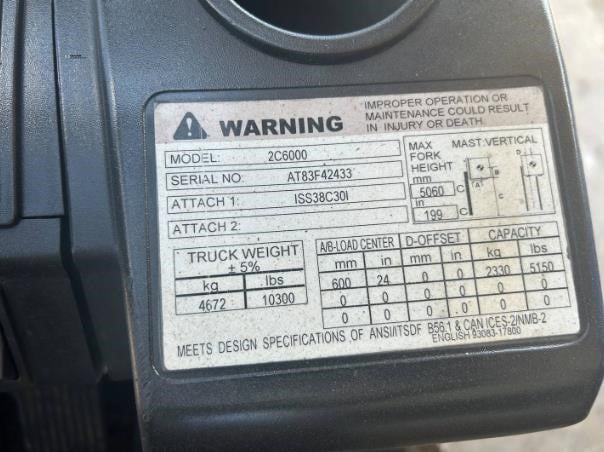 WARNING
IMPROPER OPERATION OR
MAINTENANCE COULD RESULT
IN INJURY OR DEATH.
MODEL: 2C6000
SERIAL NO: AT83F42433
ATTACH 1: ISS38C30I
ATTACH 2:
MAX FORK HEIGHT
mm
5060 C
in
199 C
MAST VERTICAL
A
C
TRUCK WEIGHT
± 5%
kg lbs
4672 10300
A/B-LOAD CENTER D-OFFSET CAPACITY
mm in mm in kg lbs
600 24 0 0 2330 5150
0 0 0 .0 0 0
0 0 0 .0 0 0
MEETS DESIGN SPECIFICATIONS OF ANSI/ITSDF B56.1 & CAN ICES-2/NMB-2
ENGLISH 93083-17800